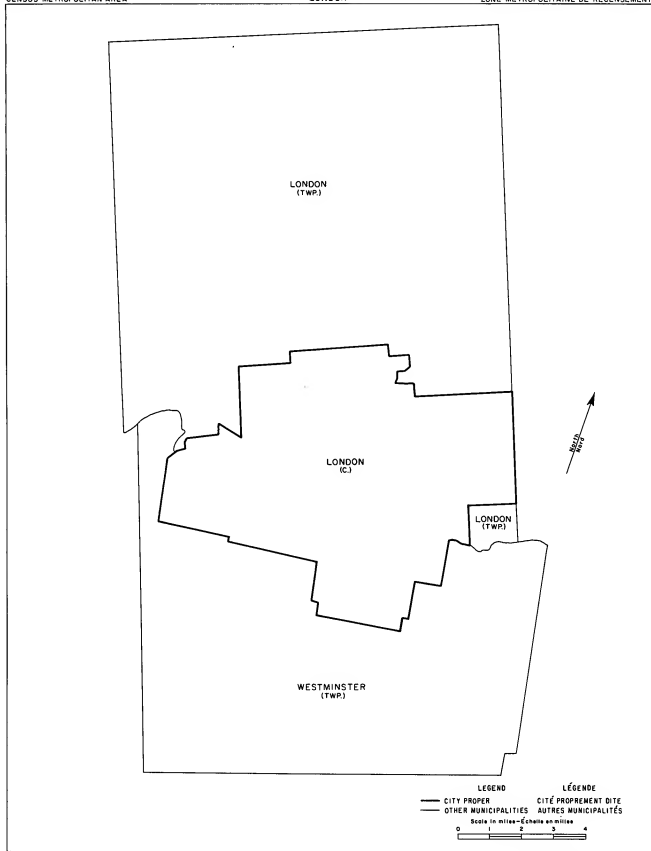 CENSUS METROPOLITAN AREA LONDON ZONE MÉTROPOLITAINE DE RECENSEMENT
LONDON
(TWP.)
North
Nord
LONDON
(C.)
LONDON
(TWP.)
WESTMINSTER
(TWP.)
LEGEND LÉGENDE
CITY PROPER CITÉ PROPREMENT DITE
OTHER MUNICIPALITIES AUTRES MUNICIPALITÉS
Scale in miles-Échelle en milles
0 1 2 3 4